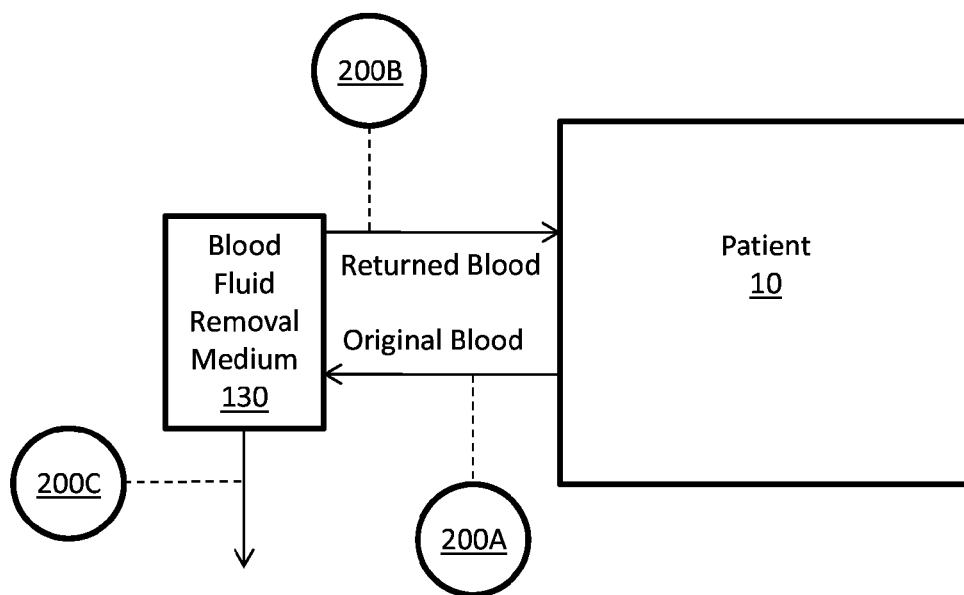 200B
Blood
Fluid
Removal
Medium
130
Returned Blood
Original Blood
Patient
10
200C
200A